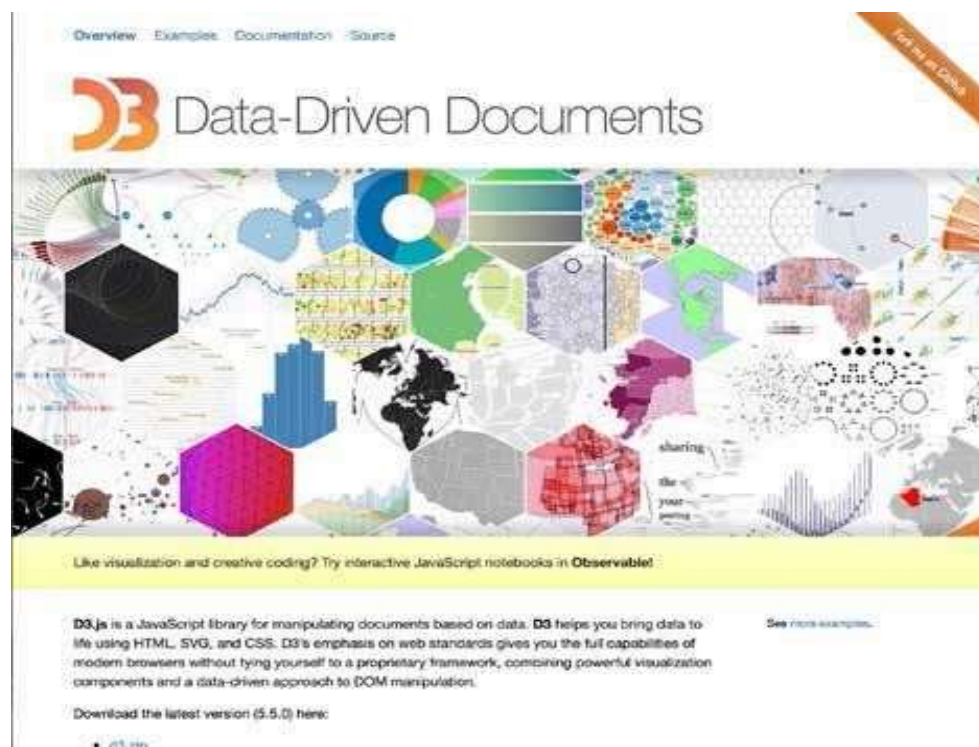 Overview Examples Documentation Source
Fork me on GitHub
D3 Data-Driven Documents
sharing
the
your
Like visualization and creative coding? Try interactive JavaScript notebooks in Observable!
D3.js is a JavaScript library for manipulating documents based on data. D3 helps you bring data to
life using HTML, SVG, and CSS. D3's emphasis on web standards gives you the full capabilities of
modern browsers without tying yourself to a proprietary framework, combining powerful visualization
components and a data-driven approach to DOM manipulation.
See more examples.
Download the latest version (5.5.0) here:
d3.zip